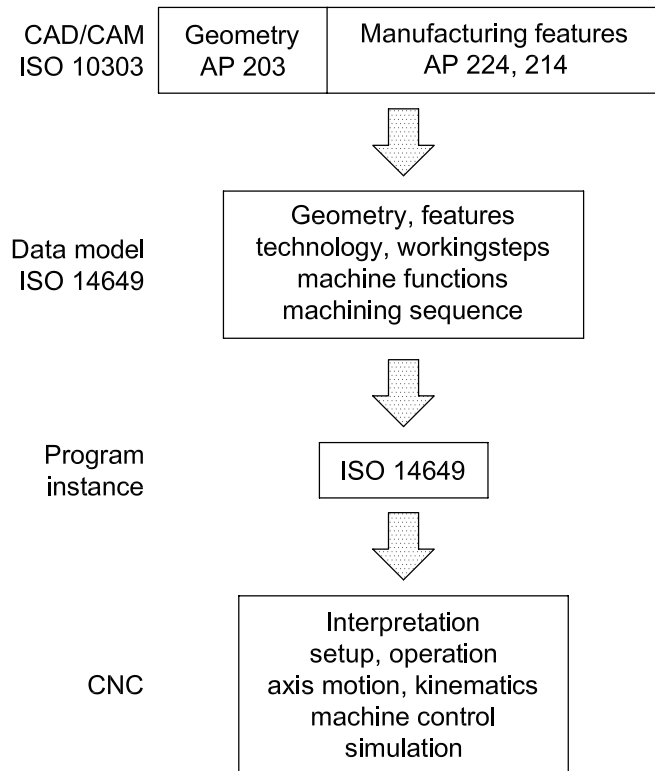 CAD/CAM
ISO 10303
Geometry
AP 203
Manufacturing features
AP 224, 214
Data model
ISO 14649
Geometry, features
technology, workingsteps
machine functions
machining sequence
Program
instance
ISO 14649
CNC
Interpretation
setup, operation
axis motion, kinematics
machine control
simulation